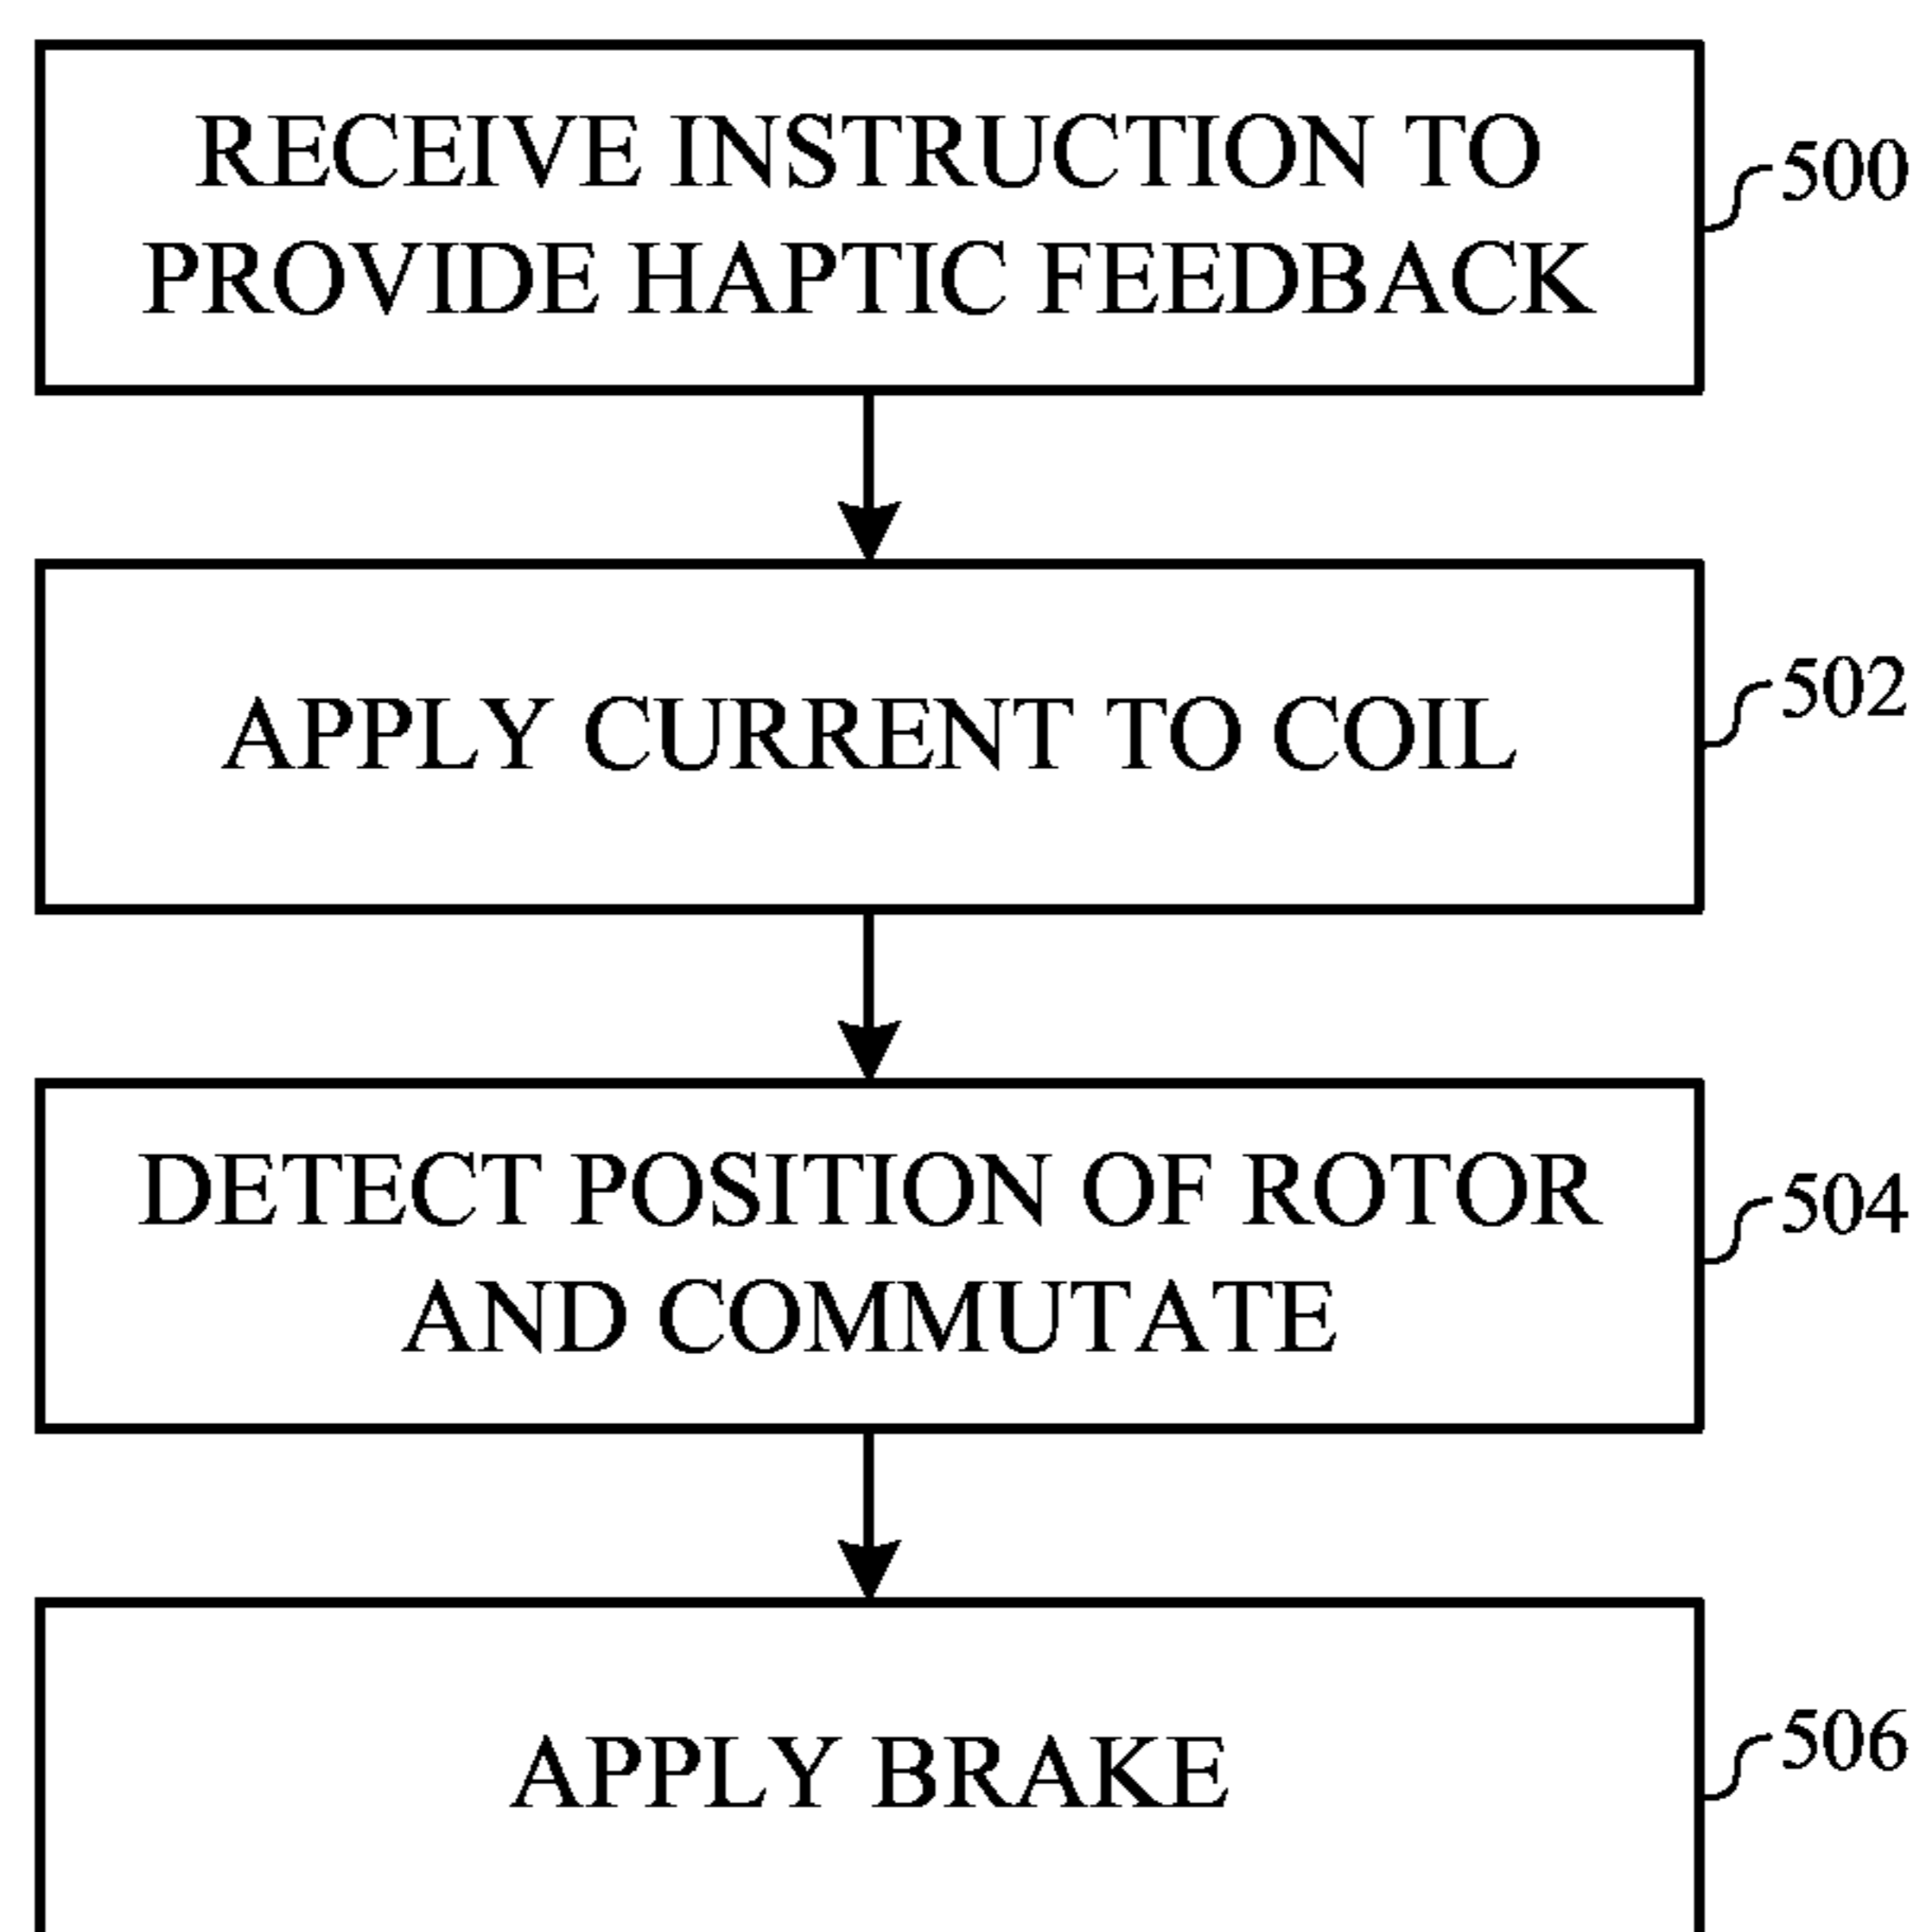 RECEIVE INSTRUCTION TO
PROVIDE HAPTIC FEEDBACK
500
APPLY CURRENT TO COIL
502
DETECT POSITION OF ROTOR
AND COMMUTATE
504
APPLY BRAKE
506